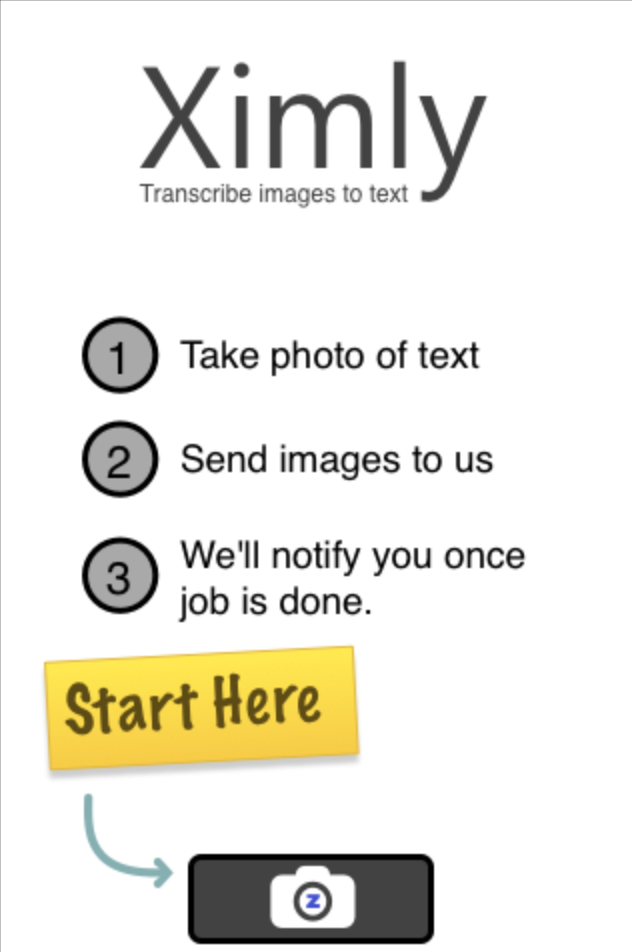 Ximly
Transcribe images to text
1 Take photo of text
2 Send images to us
3 We'll notify you once
job is done.
Start Here
z